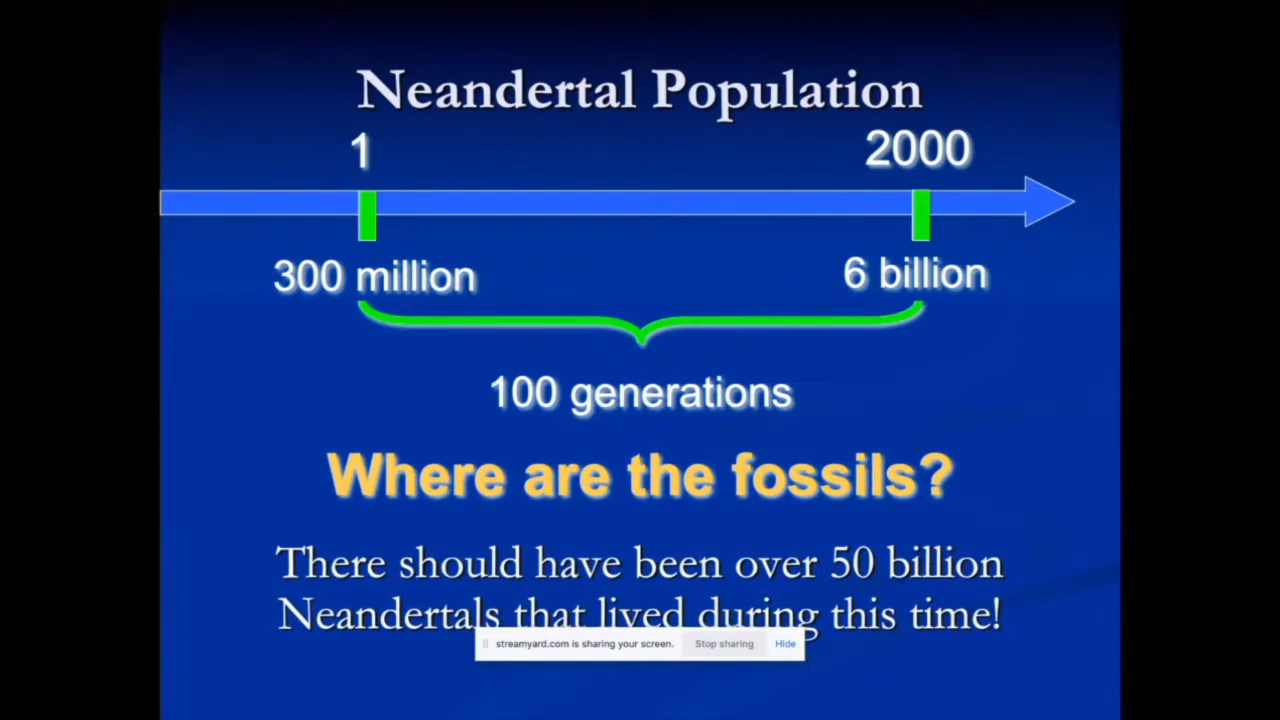 Neandertal Population
1
2000
300 million
6 billion
100 generations
Where are the fossils?
There should have been over 50 billion
Neandertals that lived during this time!
streamyard.com is sharing your screen. Stop sharing Hide